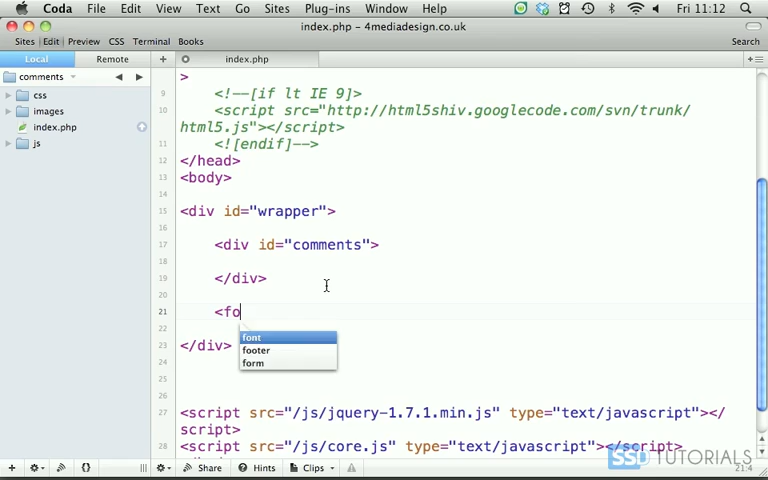 Coda File Edit View Text Go Sites Plug-ins Window Help Fri 11:12
index.php - 4mediadesign.co.uk
Sites Edit Preview CSS Terminal Books Search
Local Remote index.php
comments
css
images
index.php
js
>
9 <!--[if lt IE 9]>
10 <script src="http://html5shiv.googlecode.com/svn/trunk/
html5.js"></script>
11 <![endif]-->
12 </head>
13 <body>
14
15 <div id="wrapper">
16
17 <div id="comments">
18
19 </div>
20
21 <fo
font
footer
form
22
23 </div>
24
25
26
27 <script src="/js/jquery-1.7.1.min.js" type="text/javascript"></
script>
28 <script src="/js/core.js" type="text/javascript"></script>
Share Hints Clips 21:4
SSD TUTORIALS